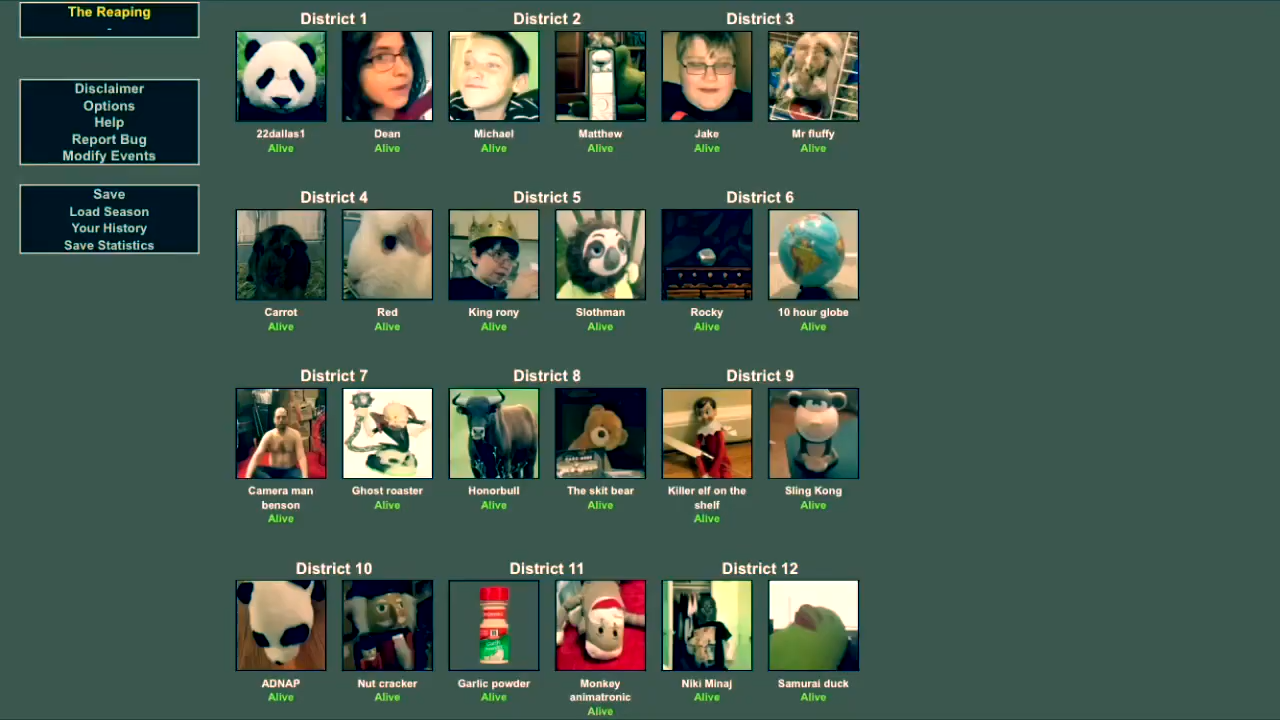 The Reaping
-
Disclaimer
Options
Help
Report Bug
Modify Events
Save
Load Season
Your History
Save Statistics
District 1
District 2
District 3
22dallas1
Dean
Michael
Matthew
Jake
Mr fluffy
Alive
Alive
Alive
Alive
Alive
Alive
District 4
District 5
District 6
Carrot
Red
King rony
Slothman
Rocky
10 hour globe
Alive
Alive
Alive
Alive
Alive
Alive
District 7
District 8
District 9
Camera man
benson
Alive
Ghost roaster
Alive
Honorbull
Alive
The skit bear
Alive
Killer elf on the
shelf
Alive
Sling Kong
Alive
District 10
District 11
District 12
ADNAP
Alive
Nut cracker
Alive
Garlic powder
Alive
Monkey
animatronic
Alive
Niki Minaj
Alive
Samurai duck
Alive